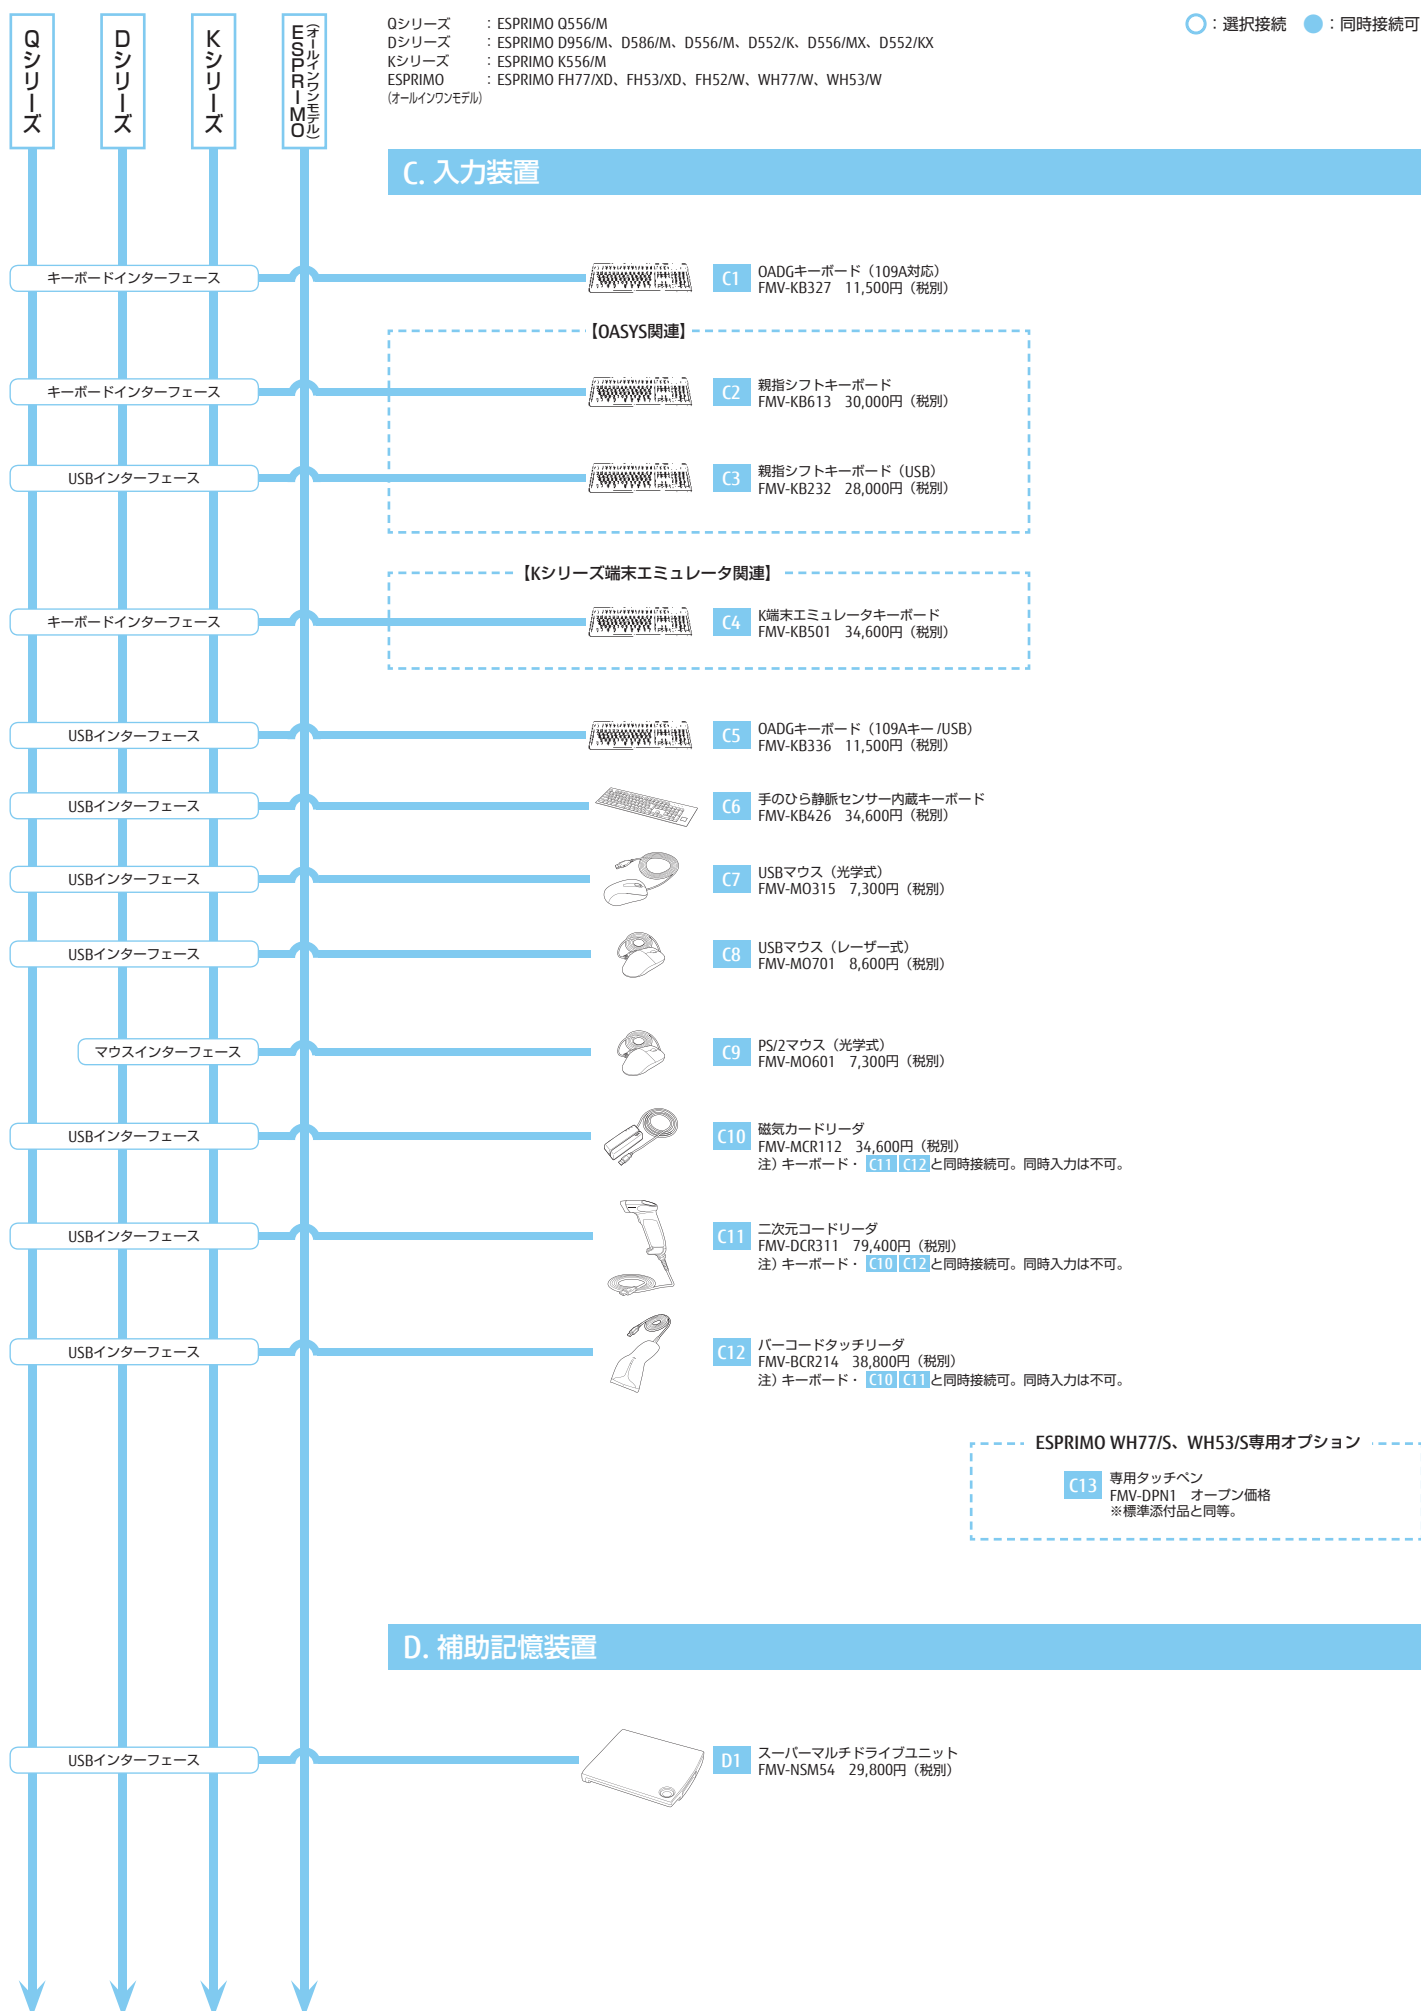 Qシリーズ
Dシリーズ
Kシリーズ
ESPRIMO
(オールインワンモデル)
Qシリーズ : ESPRIMO Q556/M
Dシリーズ : ESPRIMO D956/M、D586/M、D556/M、D552/K、D556/MX、D552/KX
Kシリーズ : ESPRIMO K556/M
ESPRIMO : ESPRIMO FH77/XD、FH53/XD、FH52/W、WH77/W、WH53/W
(オールインワンモデル)
○：選択接続 ●：同時接続可
C. 入力装置
キーボードインターフェース
C1 OADGキーボード（109A対応）
FMV-KB327 11,500円（税別）
【OASYS関連】
キーボードインターフェース
C2 親指シフトキーボード
FMV-KB613 30,000円（税別）
USBインターフェース
C3 親指シフトキーボード（USB）
FMV-KB232 28,000円（税別）
【Kシリーズ端末エミュレータ関連】
キーボードインターフェース
C4 K端末エミュレータキーボード
FMV-KB501 34,600円（税別）
USBインターフェース
C5 OADGキーボード（109Aキー/USB）
FMV-KB336 11,500円（税別）
USBインターフェース
C6 手のひら静脈センサー内蔵キーボード
FMV-KB426 34,600円（税別）
USBインターフェース
C7 USBマウス（光学式）
FMV-MO315 7,300円（税別）
USBインターフェース
C8 USBマウス（レーザー式）
FMV-MO701 8,600円（税別）
マウスインターフェース
C9 PS/2マウス（光学式）
FMV-MO601 7,300円（税別）
USBインターフェース
C10 磁気カードリーダ
FMV-MCR112 34,600円（税別）
注）キーボード・ C11 C12 と同時接続可。同時入力は不可。
USBインターフェース
C11 二次元コードリーダ
FMV-DCR311 79,400円（税別）
注）キーボード・ C10 C12 と同時接続可。同時入力は不可。
USBインターフェース
C12 バーコードタッチリーダ
FMV-BCR214 38,800円（税別）
注）キーボード・ C10 C11 と同時接続可。同時入力は不可。
ESPRIMO WH77/S、WH53/S専用オプション
C13 専用タッチペン
FMV-DPN1 オープン価格
※標準添付品と同等。
D. 補助記憶装置
USBインターフェース
D1 スーパーマルチドライブユニット
FMV-NSM54 29,800円（税別）